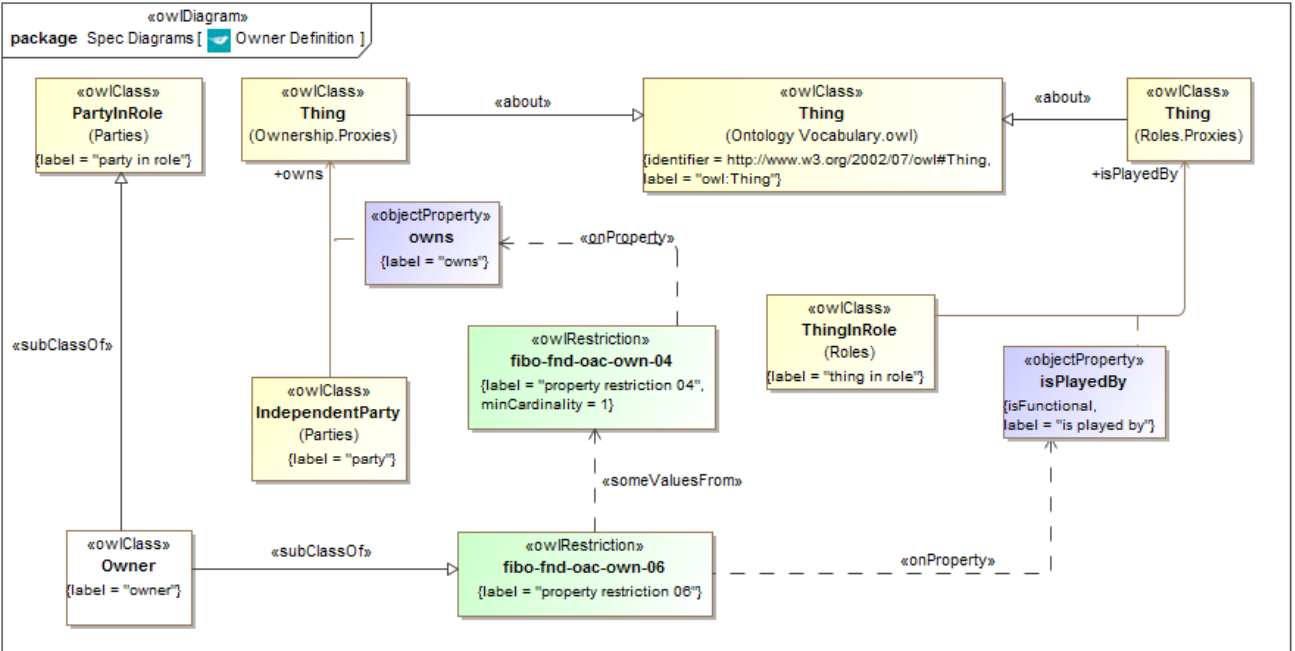 «owlDiagram»
package Spec Diagrams [ Owner Definition ]
«owlClass»
PartyInRole
(Parties)
{label = "party in role"}
«owlClass»
Thing
(Ownership.Proxies)
«about»
«owlClass»
Thing
(Ontology Vocabulary.owl)
{identifier = http://www.w3.org/2002/07/owl#Thing,
label = "owl:Thing"}
«about»
«owlClass»
Thing
(Roles.Proxies)
+owns
+isPlayedBy
«objectProperty»
owns
{label = "owns"}
«onProperty»
«subClassOf»
«owlRestriction»
fibo-fnd-oac-own-04
{label = "property restriction 04",
minCardinality = 1}
«owlClass»
ThingInRole
(Roles)
{label = "thing in role"}
«objectProperty»
isPlayedBy
{isFunctional,
label = "is played by"}
«owlClass»
IndependentParty
(Parties)
{label = "party"}
«someValuesFrom»
«owlClass»
Owner
{label = "owner"}
«subClassOf»
«owlRestriction»
fibo-fnd-oac-own-06
{label = "property restriction 06"}
«onProperty»